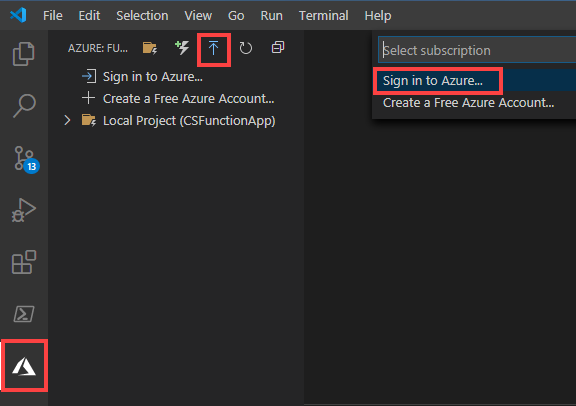 File Edit Selection View Go Run Terminal Help
AZURE: FU...
Sign in to Azure...
Create a Free Azure Account...
Local Project (CSFunctionApp)
13
Select subscription
Sign in to Azure...
Create a Free Azure Account...